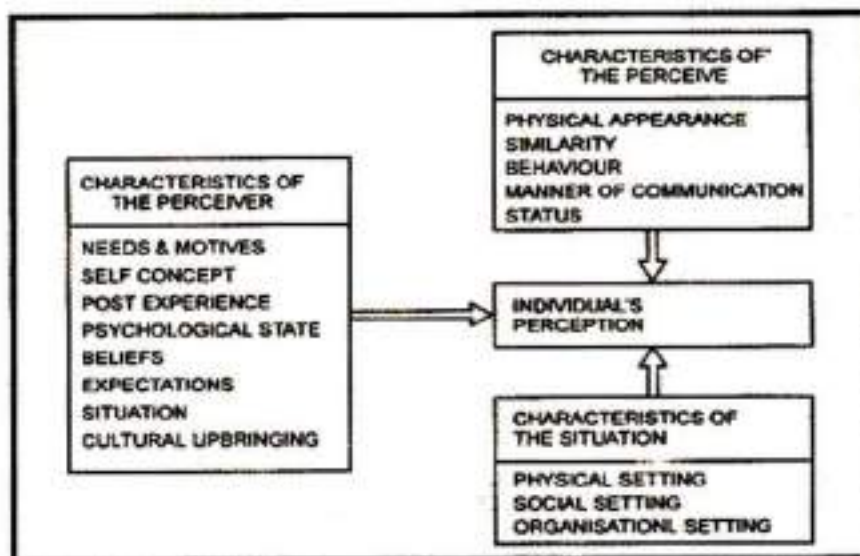 CHARACTERISTICS OF
THE PERCEIVER
NEEDS & MOTIVES
SELF CONCEPT
POST EXPERIENCE
PSYCHOLOGICAL STATE
BELIEFS
EXPECTATIONS
SITUATION
CULTURAL UPBRINGING
CHARACTERISTICS OF
THE PERCEIVE
PHYSICAL APPEARANCE
SIMILARITY
BEHAVIOUR
MANNER OF COMMUNICATION
STATUS
INDIVIDUAL'S
PERCEPTION
CHARACTERISTICS OF
THE SITUATION
PHYSICAL SETTING
SOCIAL SETTING
ORGANISATIONL SETTING